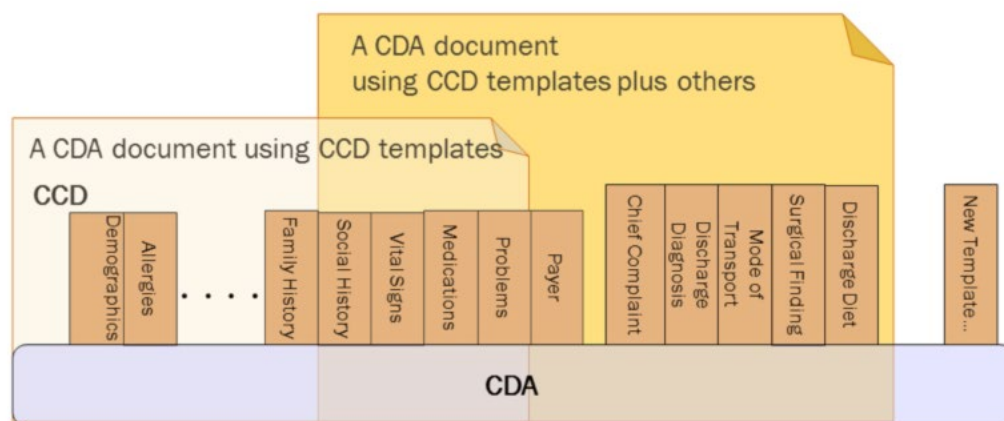 A CDA document
using CCD templates plus others
A CDA document using CCD templates
CCD
Demographics
Allergies
. . . .
Family History
Social History
Vital Signs
Medications
Problems
Payer
Chief Complaint
Discharge
Diagnosis
Mode of
Transport
Surgical Finding
Discharge Diet
New Template...
CDA